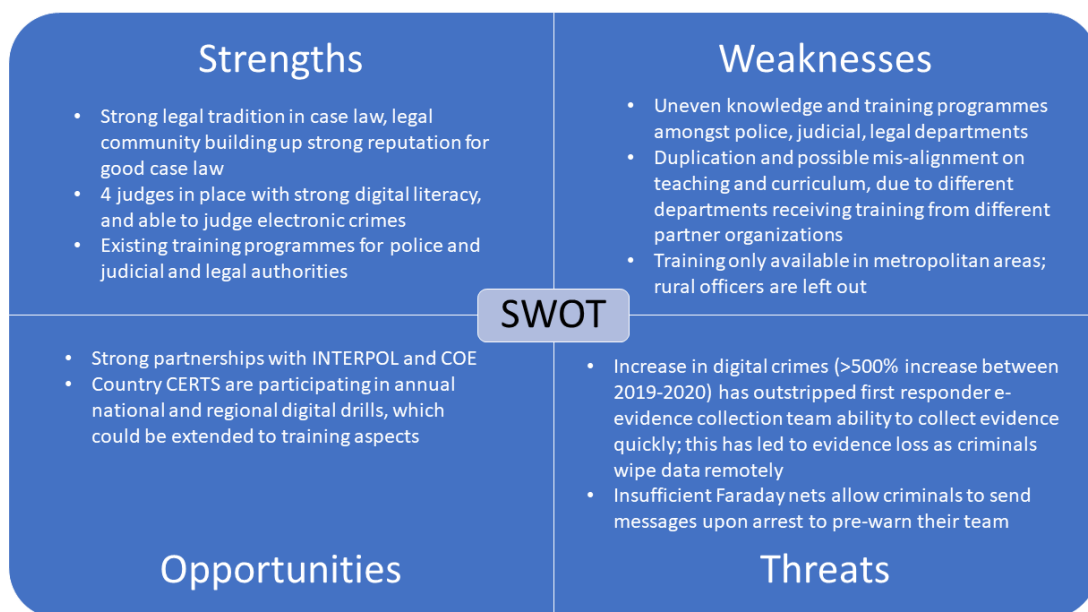 Strengths
• Strong legal tradition in case law, legal
community building up strong reputation for
good case law
• 4 judges in place with strong digital literacy,
and able to judge electronic crimes
• Existing training programmes for police and
judicial and legal authorities
Weaknesses
• Uneven knowledge and training programmes
amongst police, judicial, legal departments
• Duplication and possible mis-alignment on
teaching and curriculum, due to different
departments receiving training from different
partner organizations
• Training only available in metropolitan areas;
rural officers are left out
SWOT
• Strong partnerships with INTERPOL and COE
• Country CERTS are participating in annual
national and regional digital drills, which
could be extended to training aspects
Opportunities
• Increase in digital crimes (>500% increase between
2019-2020) has outstripped first responder e-
evidence collection team ability to collect evidence
quickly; this has led to evidence loss as criminals
wipe data remotely
• Insufficient Faraday nets allow criminals to send
messages upon arrest to pre-warn their team
Threats